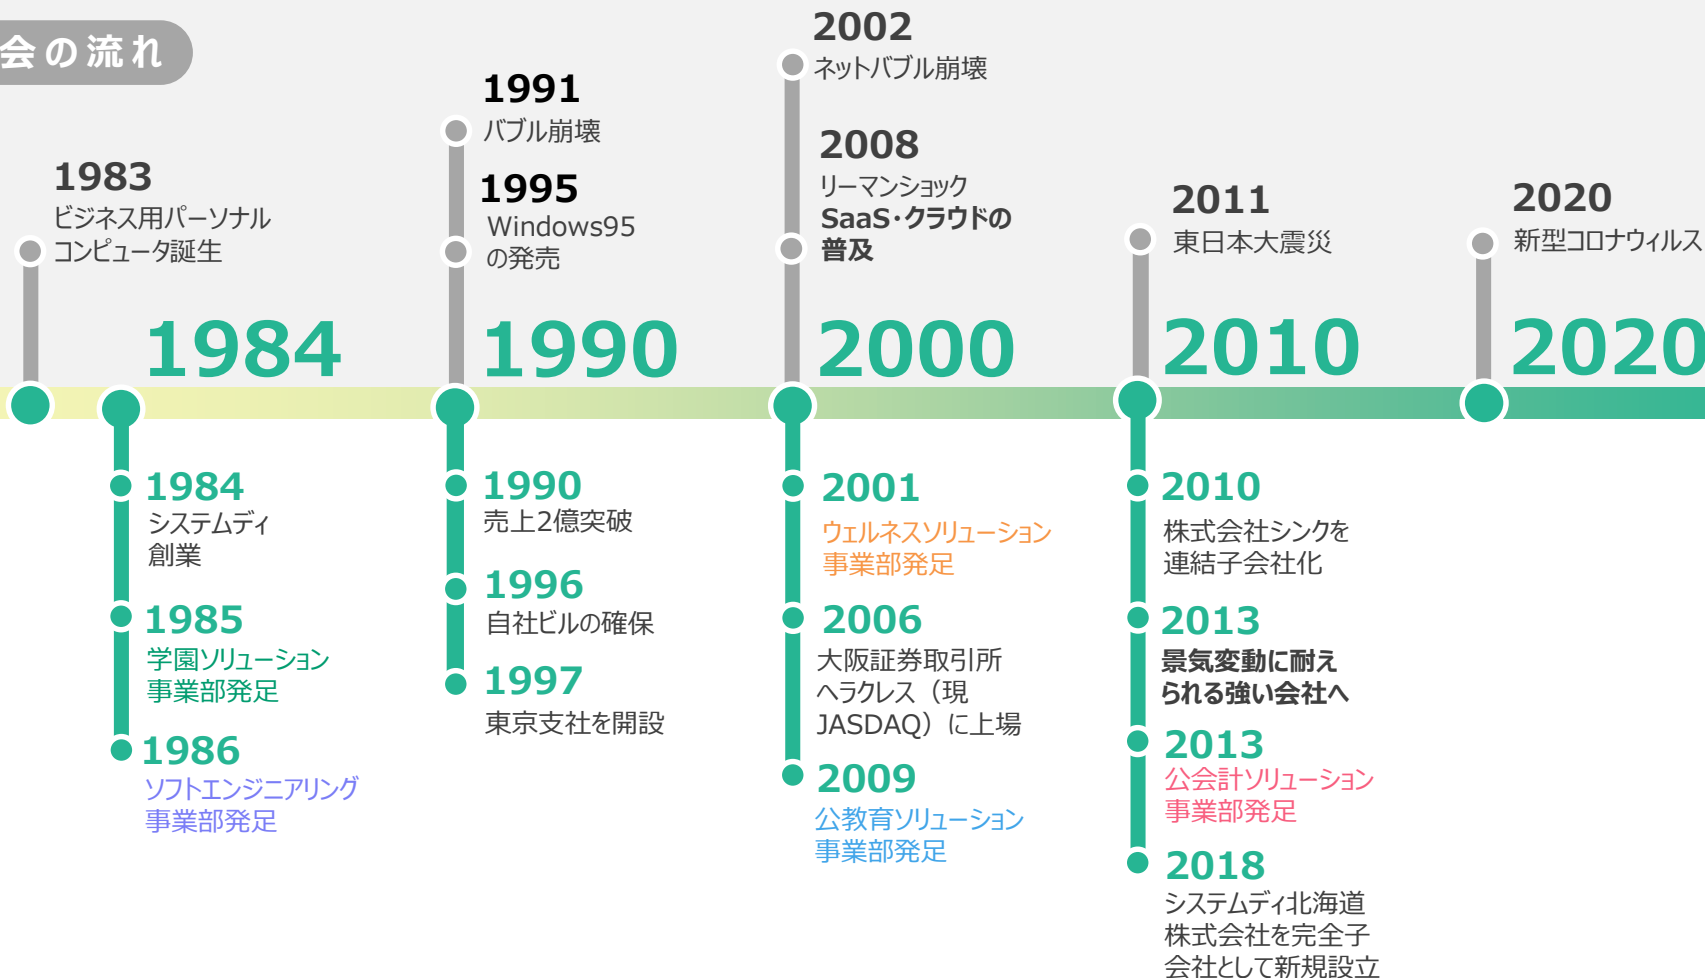 会の流れ
1983
ビジネス用パーソナル
コンピュータ誕生
1991
バブル崩壊
1995
Windows95
の発売
2002
ネットバブル崩壊
2008
リーマンショック
SaaS・クラウドの
普及
2011
東日本大震災
2020
新型コロナウィルス
1984
1990
2000
2010
2020
1984
システムディ
創業
1985
学園ソリューション
事業部発足
1986
ソフトエンジニアリング
事業部発足
1990
売上2億突破
1996
自社ビルの確保
1997
東京支社を開設
2001
ウェルネスソリューション
事業部発足
2006
大阪証券取引所
ヘラクレス（現
JASDAQ）に上場
2009
公教育ソリューション
事業部発足
2010
株式会社シンクを
連結子会社化
2013
景気変動に耐え
られる強い会社へ
2013
公会計ソリューション
事業部発足
2018
システムディ北海道
株式会社を完全子
会社として新規設立